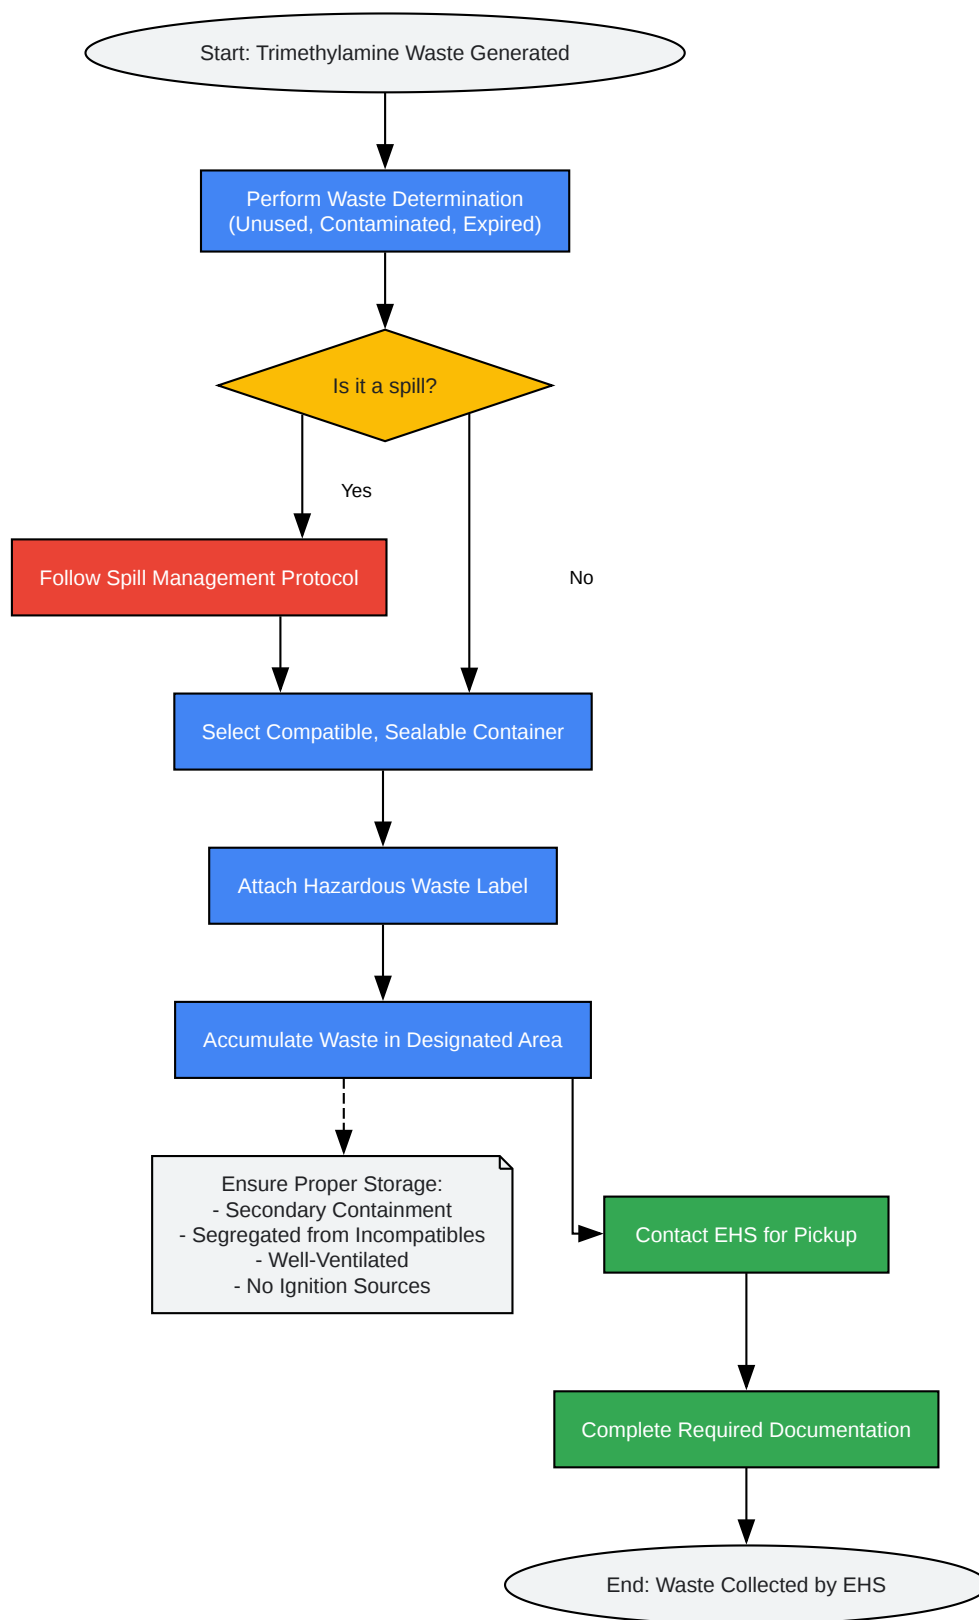 Start: Trimethylamine Waste Generated
Perform Waste Determination
(Unused, Contaminated, Expired)
Is it a spill?
Yes
Follow Spill Management Protocol
No
Select Compatible, Sealable Container
Attach Hazardous Waste Label
Accumulate Waste in Designated Area
Ensure Proper Storage:
- Secondary Containment
- Segregated from Incompatibles
- Well-Ventilated
- No Ignition Sources
Contact EHS for Pickup
Complete Required Documentation
End: Waste Collected by EHS